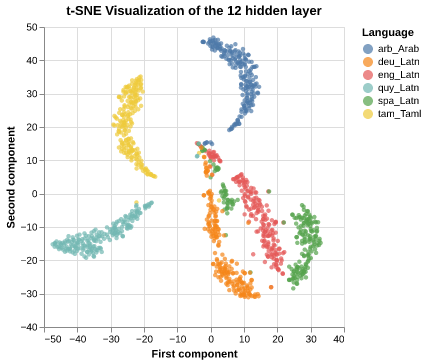 t-SNE Visualization of the 12 hidden layer
Language
arb_Arab
deu_Latn
eng_Latn
quy_Latn
spa_Latn
tam_Taml
Second component
50
40
30
20
10
0
−10
−20
−30
−40
−50 −40 −30 −20 −10 0 10 20 30 40
First component